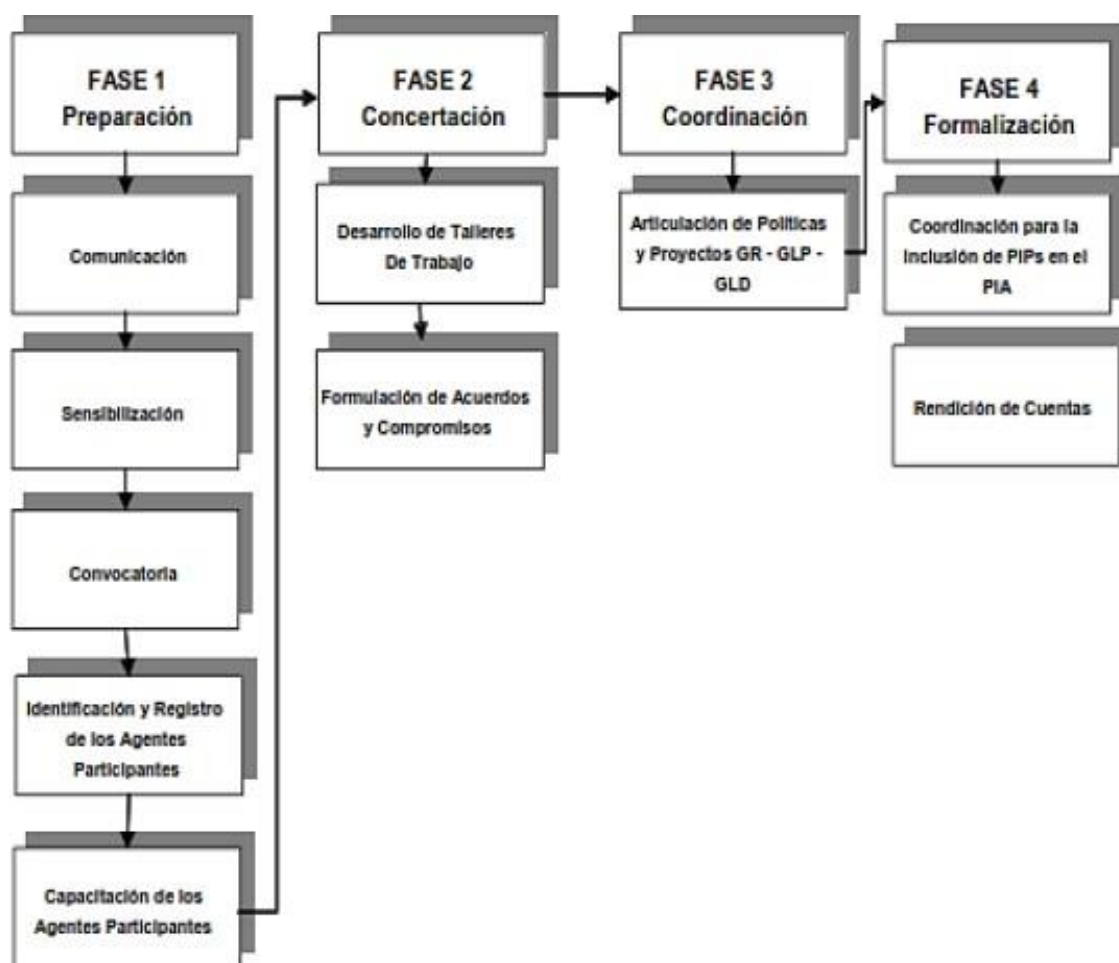 FASE 1
Preparación
Comunicación
Sensibilización
Convocatoria
Identificación y Registro
de los Agentes
Participantes
Capacitación de los
Agentes Participantes
FASE 2
Concertación
Desarrollo de Talleres
De Trabajo
Formulación de Acuerdos
y Compromisos
FASE 3
Coordinación
Articulación de Políticas
y Proyectos GR - GLP -
GLD
FASE 4
Formalización
Coordinación para la
Inclusión de PIPs en el
PIA
Rendición de Cuentas